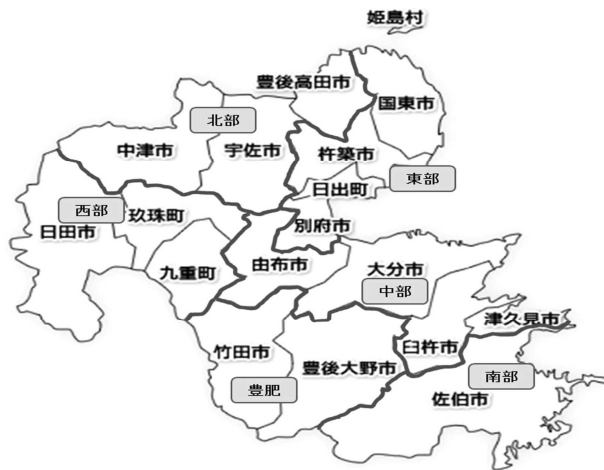 姫島村
豊後高田市
国東市
北部
中津市
宇佐市
杵築市
東部
日出町
西部
玖珠町
日田市
別府市
九重町
由布市
大分市
中部
津久見市
竹田市
豊後大野市
臼杵市
南部
豊肥
佐伯市